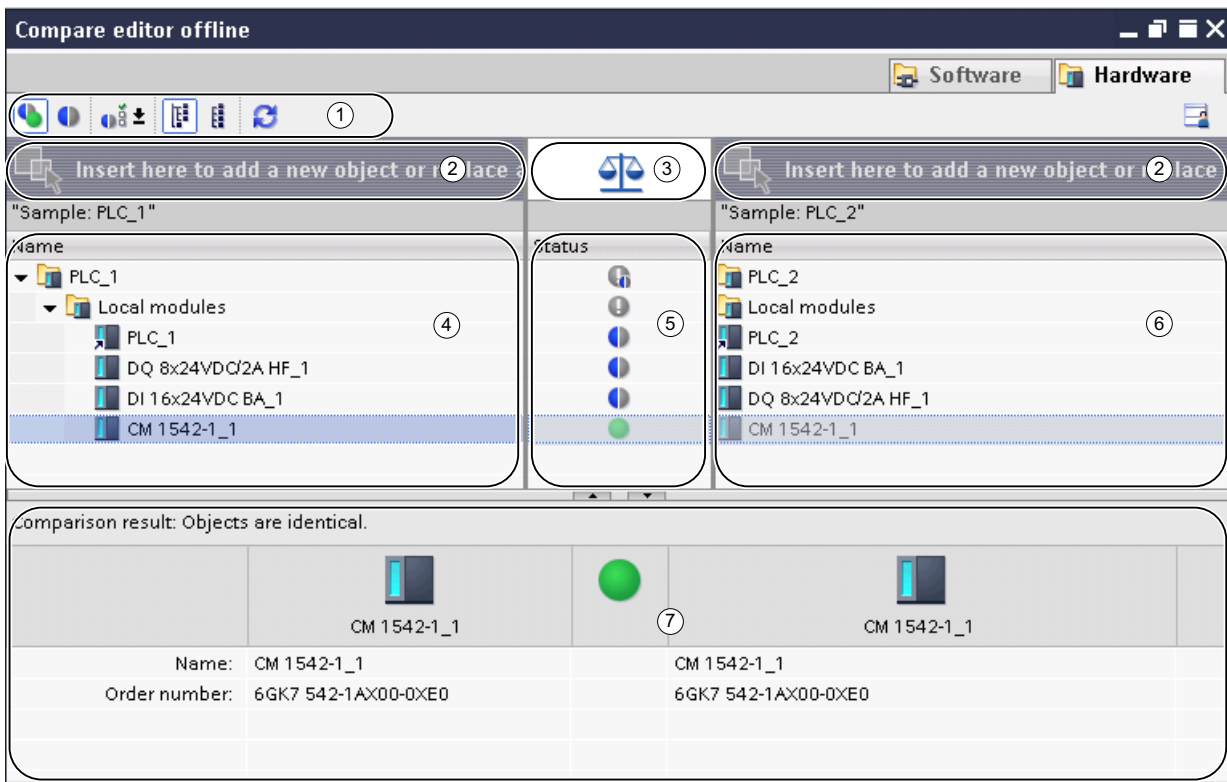 Compare editor offline
Software Hardware
1
Insert here to add a new object or replace a 2 3 Insert here to add a new object or replace 2
"Sample: PLC_1" "Sample: PLC_2"
Name Status Name
PLC_1 PLC_2
Local modules Local modules
4 5 6
PLC_1 PLC_2
DQ 8x24VDC/2A HF_1 DI 16x24VDC BA_1
DI 16x24VDC BA_1 DQ 8x24VDC/2A HF_1
CM 1542-1_1 CM 1542-1_1
Comparison result: Objects are identical.
7
CM 1542-1_1 CM 1542-1_1
Name: CM 1542-1_1 CM 1542-1_1
Order number: 6GK7 542-1AX00-0XE0 6GK7 542-1AX00-0XE0